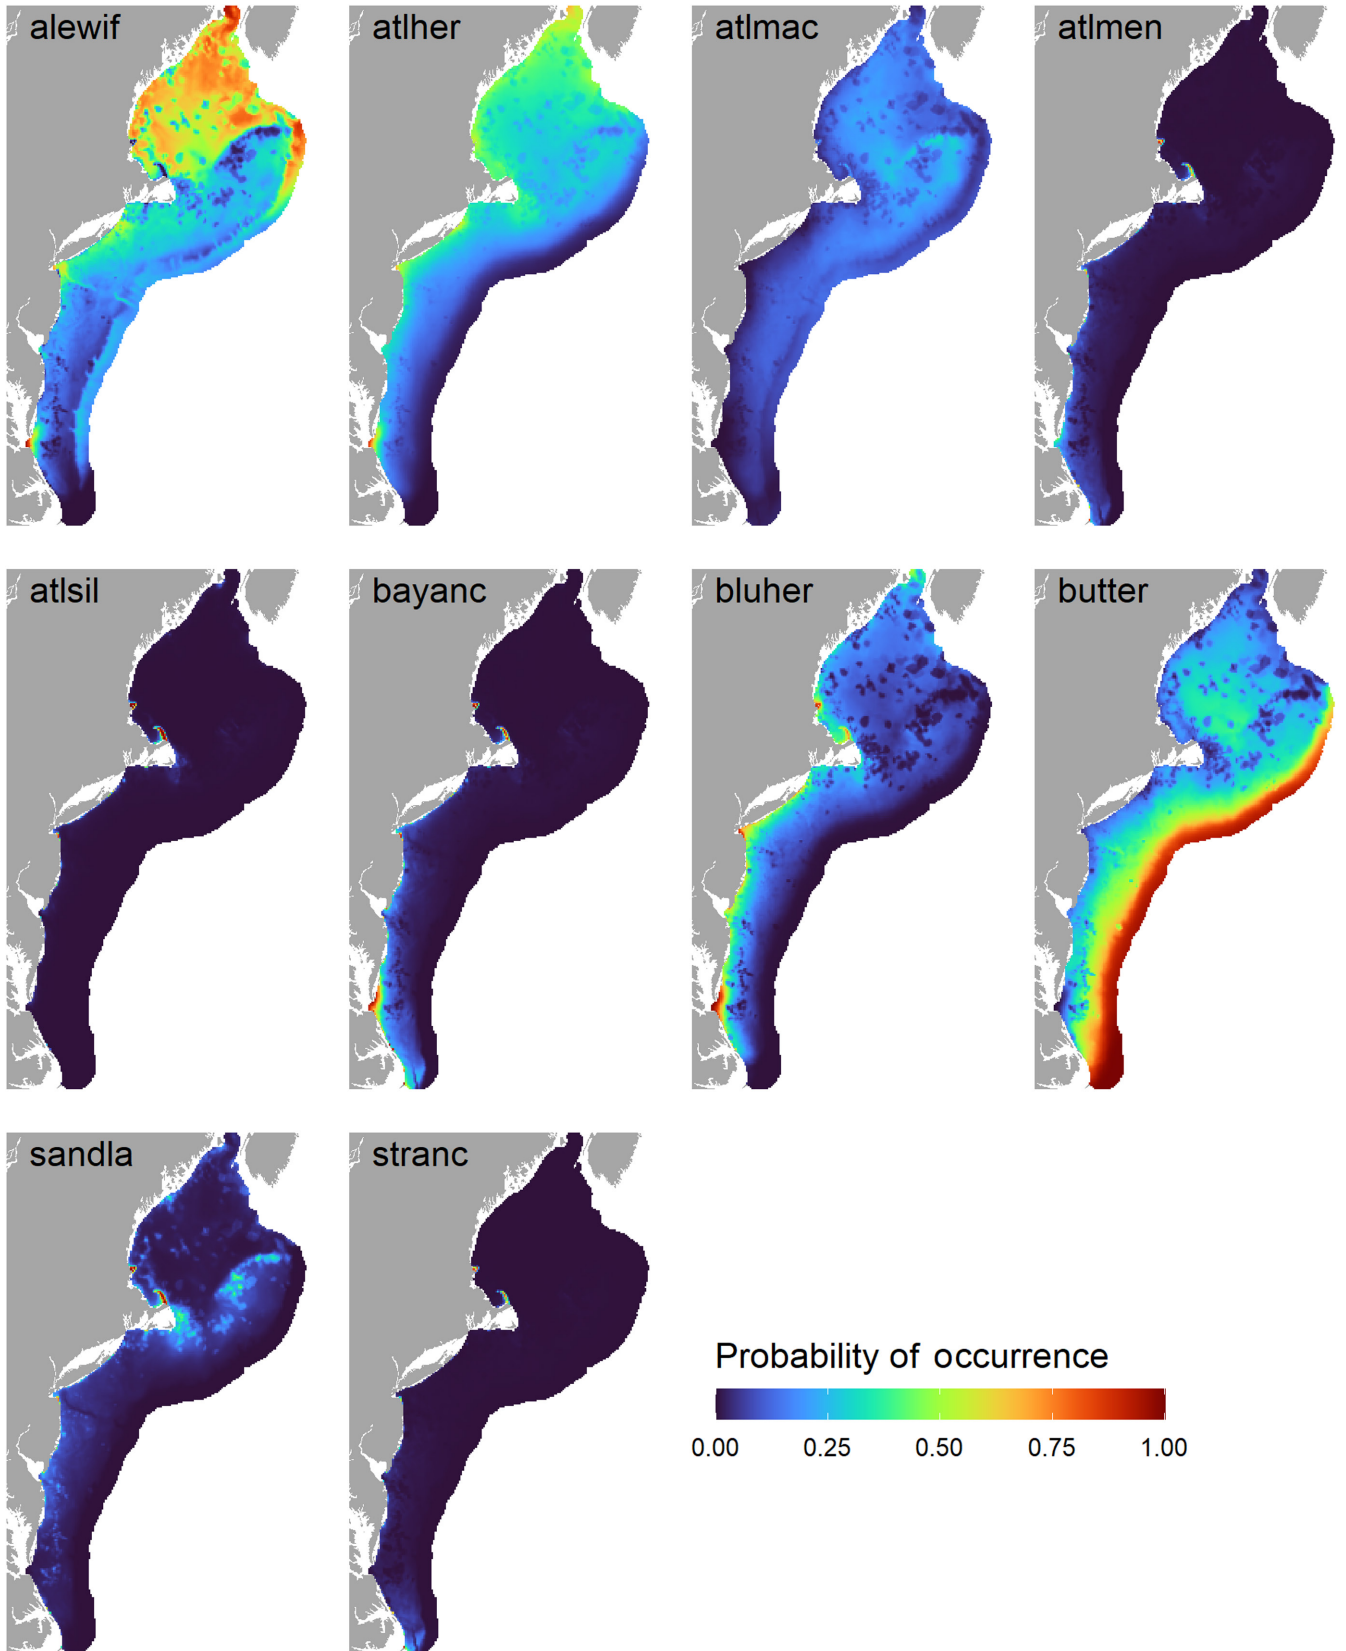 alewif
atlher
atlmac
atlmen
atlsil
bayanc
bluher
butter
sandla
stranc
Probability of occurrence
0.00 0.25 0.50 0.75 1.00